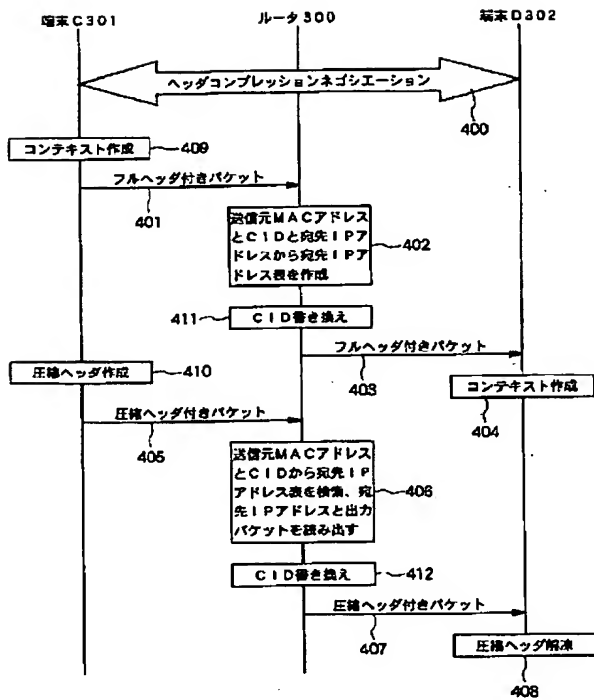 端末C301
ルータ300
端末D302
ヘッダコンプレッションネゴシエーション
400
コンテキスト作成
409
フルヘッダ付きパケット
401
送信元MACアドレス
とCIDと宛先IPア
ドレスから宛先IPア
ドレス表を作成
402
411
CID書き換え
フルヘッダ付きパケット
403
圧縮ヘッダ作成
410
コンテキスト作成
404
圧縮ヘッダ付きパケット
405
送信元MACアドレス
とCIDから宛先IP
アドレス表を検索、宛
先IPアドレスと出力
パケットを読み出す
406
CID書き換え
412
圧縮ヘッダ付きパケット
407
圧縮ヘッダ解凍
408